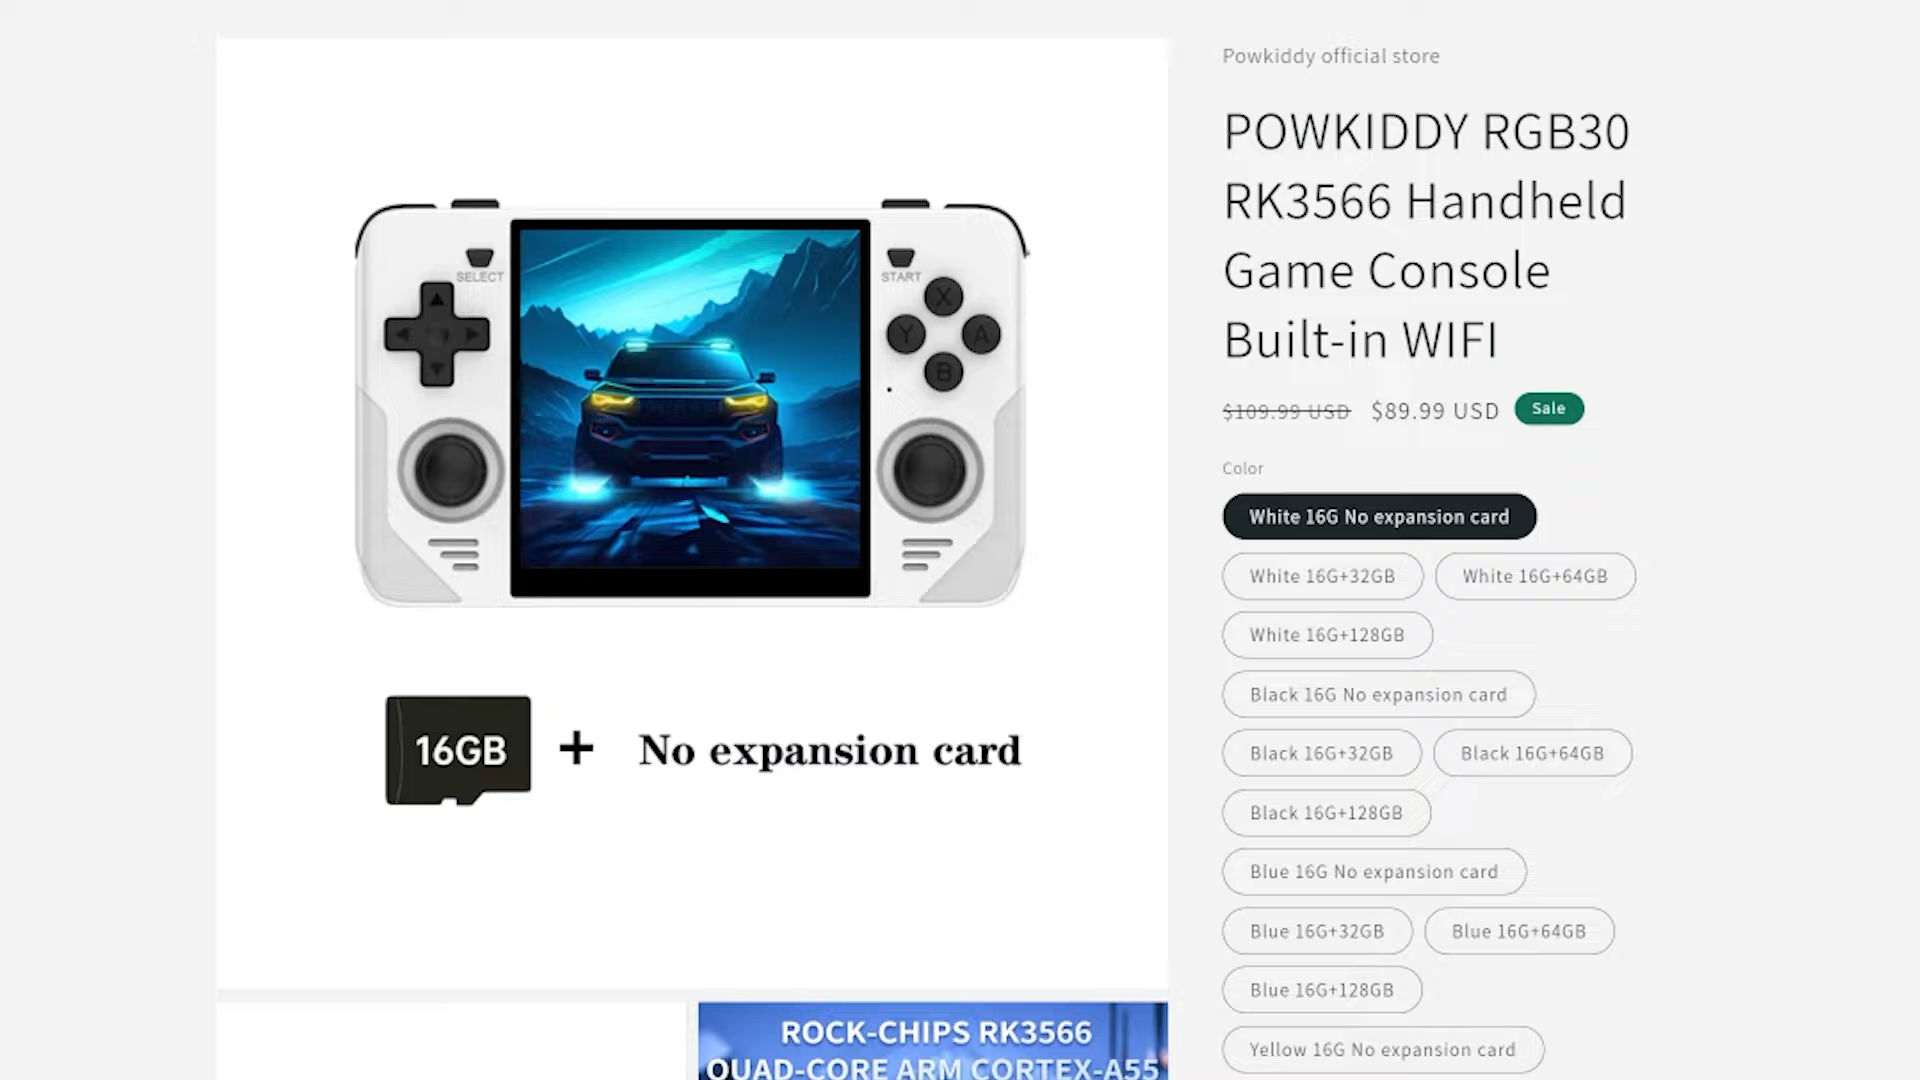 Powkiddy official store
POWKIDDY RGB30
RK3566 Handheld
Game Console
Built-in WIFI
$109.99 USD $89.99 USD Sale
Color
White 16G No expansion card
White 16G+32GB White 16G+64GB
White 16G+128GB
Black 16G No expansion card
Black 16G+32GB Black 16G+64GB
Black 16G+128GB
Blue 16G No expansion card
Blue 16G+32GB Blue 16G+64GB
Blue 16G+128GB
Yellow 16G No expansion card
SELECT
START
X
Y A
B
16GB + No expansion card
ROCK-CHIPS RK3566
QUAD-CORE ARM CORTEX-A55